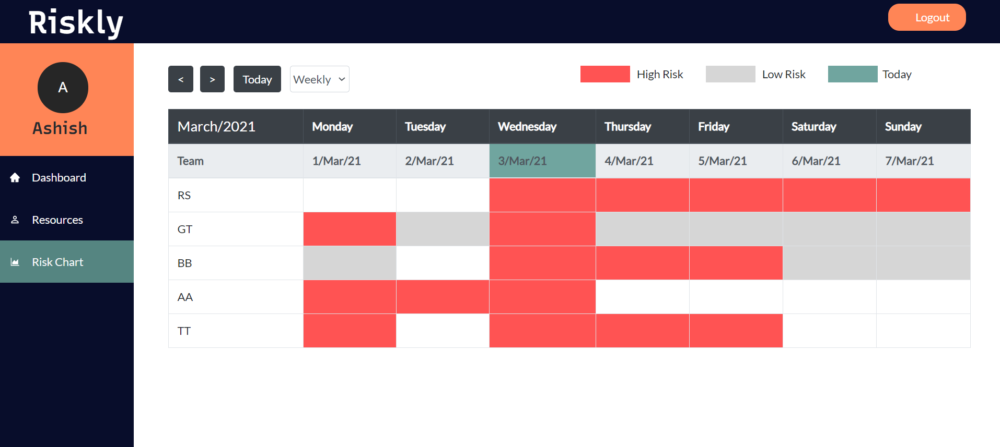 Riskly
Logout
A
Ashish
Dashboard
Resources
Risk Chart
< > Today Weekly
High Risk Low Risk Today
March/2021 Monday Tuesday Wednesday Thursday Friday Saturday Sunday
Team 1/Mar/21 2/Mar/21 3/Mar/21 4/Mar/21 5/Mar/21 6/Mar/21 7/Mar/21
RS
GT
BB
AA
TT